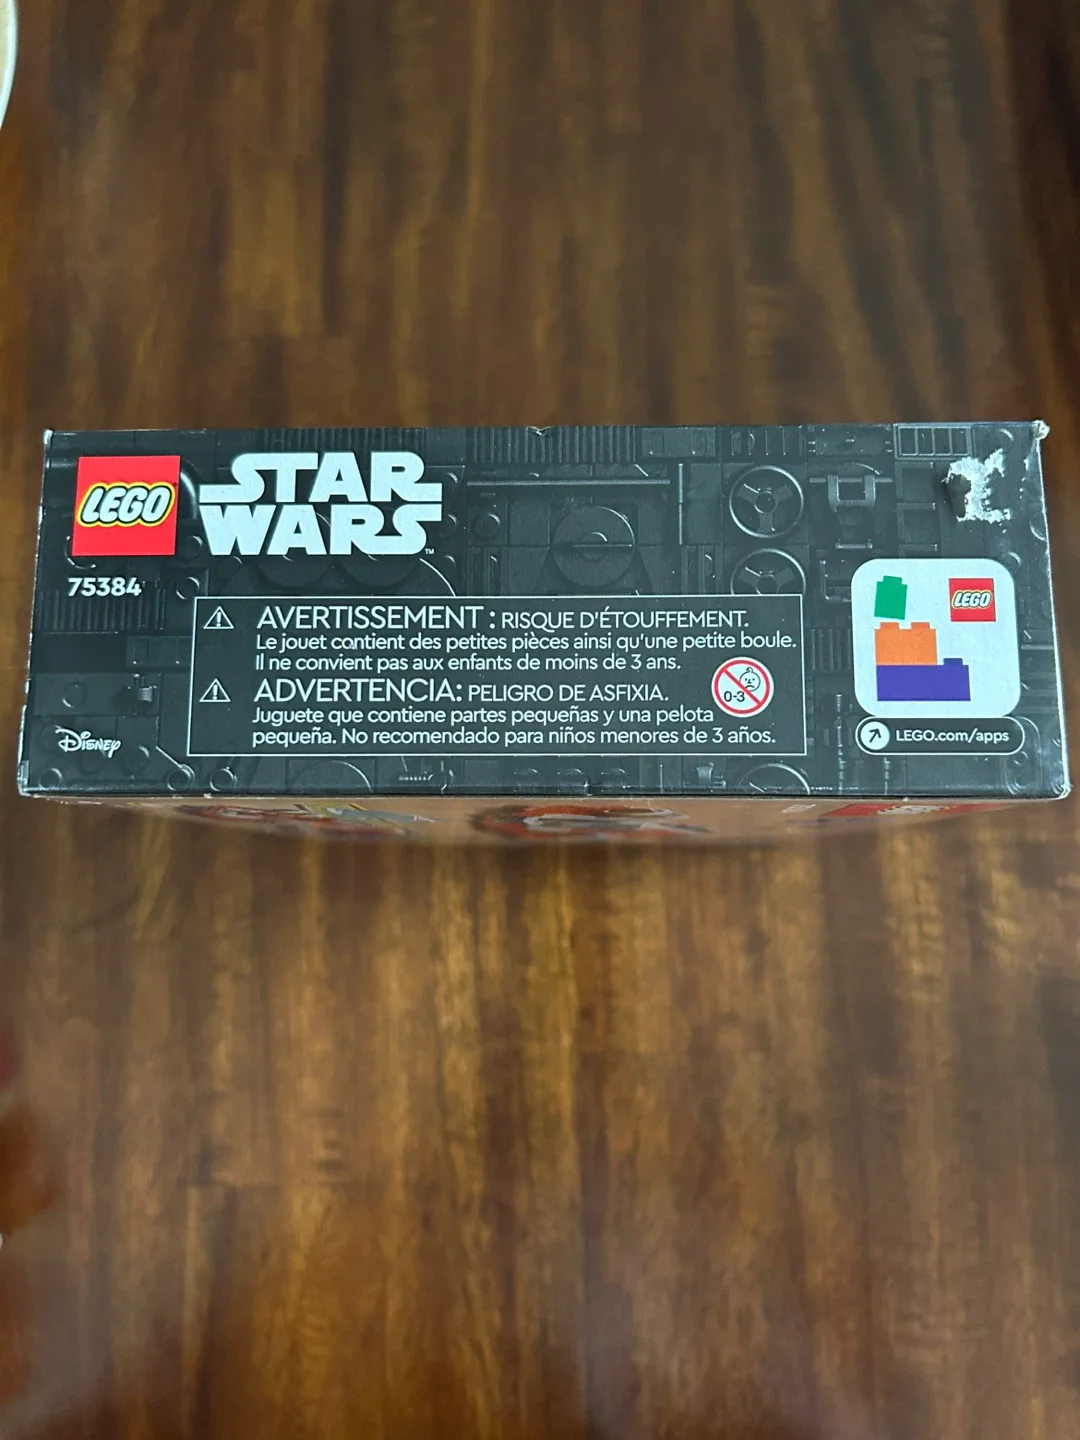 LEGO
STAR
WARS™
75384
AVERTISSEMENT : RISQUE D'ÉTOUFFEMENT.
Le jouet contient des petites pièces ainsi qu'une petite boule.
Il ne convient pas aux enfants de moins de 3 ans.
ADVERTENCIA: PELIGRO DE ASFIXIA.
Juguete que contiene partes pequeñas y una pelota
pequeña. No recomendado para niños menores de 3 años.
0-3
Disney
LEGO
LEGO.com/apps